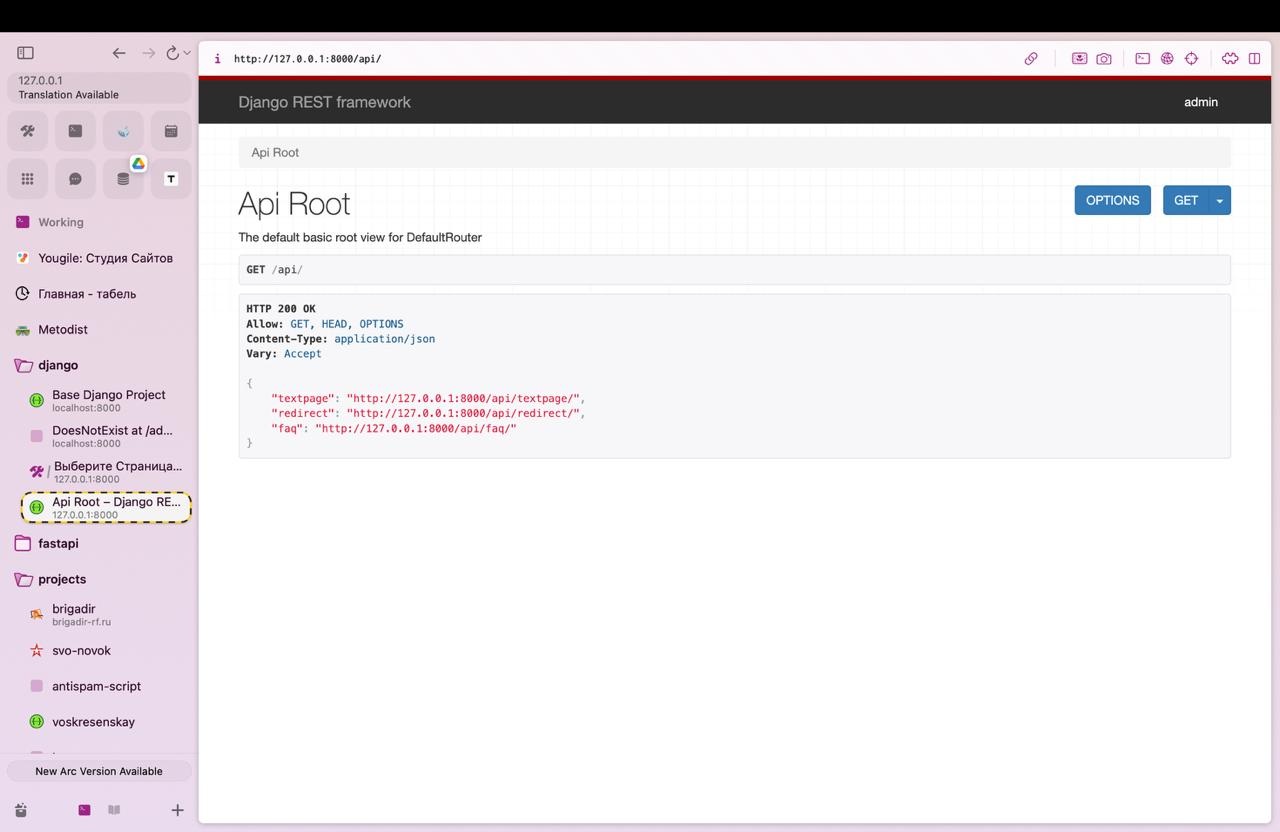 127.0.0.1
Translation Available
Working
Yougile: Студия Сайтов
Главная - табель
Metodist
django
Base Django Project
localhost:8000
DoesNotExist at /ad...
localhost:8000
/ Выберите Страница...
127.0.0.1:8000
Api Root – Django RE...
127.0.0.1:8000
fastapi
projects
brigadir
brigadir-rf.ru
svo-novok
antispam-script
voskresenskay
New Arc Version Available
http://127.0.0.1:8000/api/
Django REST framework
admin
Api Root
Api Root
OPTIONS
GET
The default basic root view for DefaultRouter
GET /api/
HTTP 200 OK
Allow: GET, HEAD, OPTIONS
Content-Type: application/json
Vary: Accept
{
    "textpage": "http://127.0.0.1:8000/api/textpage/",
    "redirect": "http://127.0.0.1:8000/api/redirect/",
    "faq": "http://127.0.0.1:8000/api/faq/"
}